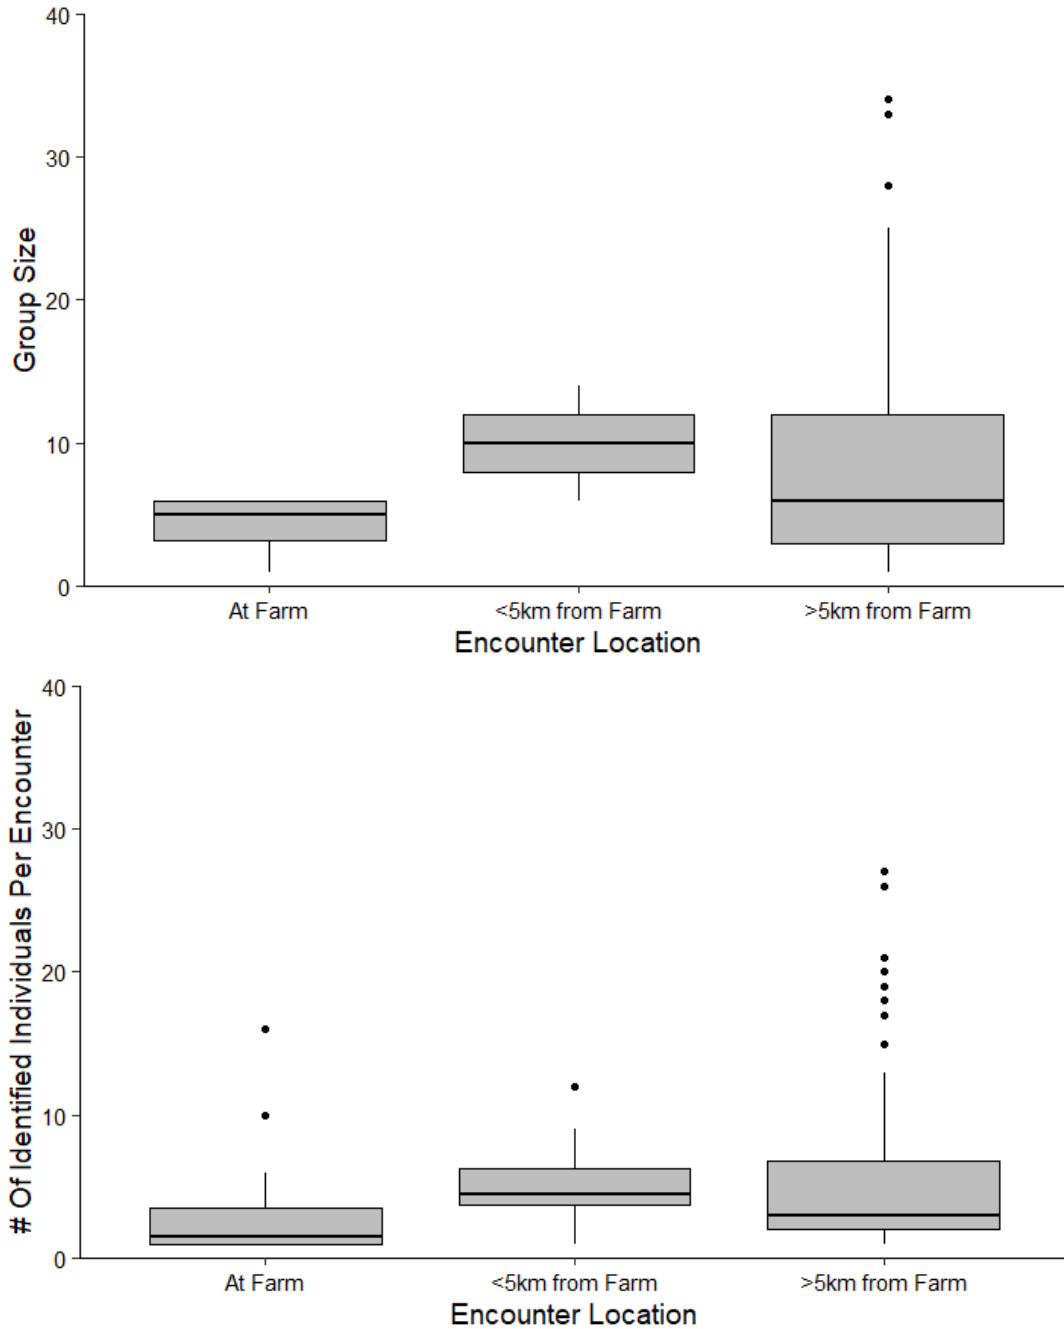 40
30
20
10
0
Group Size
At Farm
<5km from Farm
>5km from Farm
Encounter Location
40
30
20
10
0
# Of Identified Individuals Per Encounter
At Farm
<5km from Farm
>5km from Farm
Encounter Location